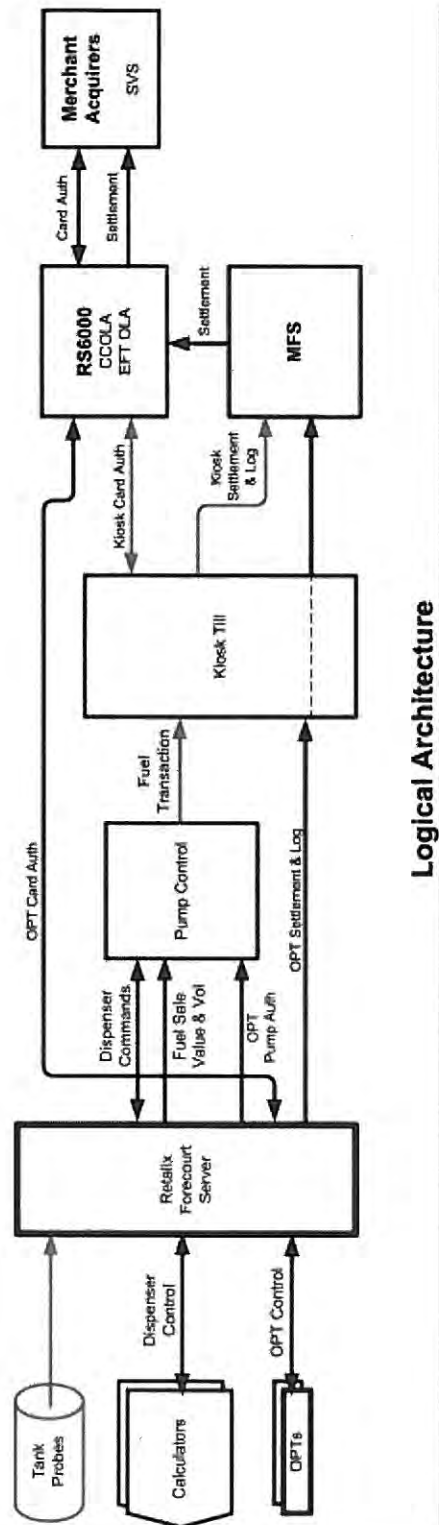 Tank
Probes
Calculators
OPTs
Dispenser
Control
OPT Control
Retalix
Forecourt
Server
OPT Card Auth
Dispenser
Commands
Fuel Sale
Value & Vol
OPT
Pump Auth
OPT Settlement & Log
Pump Control
Fuel
Transaction
Kiosk Till
Kiosk Card Auth
Kiosk
Settlement
& Log
RS6000
CCOLA
EFT OLA
Settlement
MFS
Card Auth
Settlement
Merchant
Acquirers
SVS
Logical Architecture